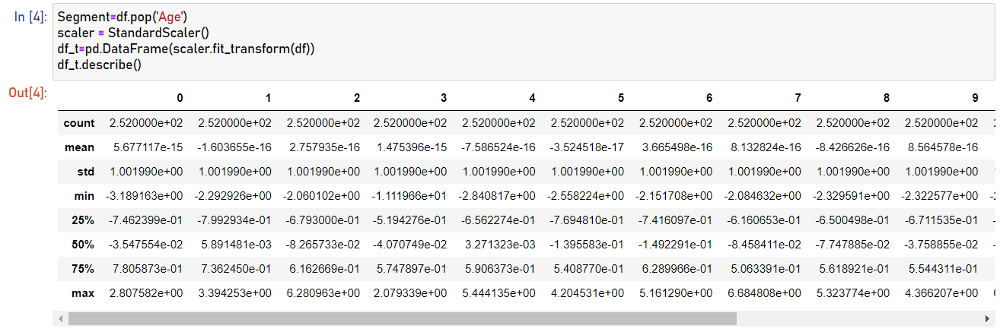 In [4]: Segment=df.pop('Age')
scaler = StandardScaler()
df_t=pd.DataFrame(scaler.fit_transform(df))
df_t.describe()
Out[4]:
0 1 2 3 4 5 6 7 8 9
count 2.520000e+02 2.520000e+02 2.520000e+02 2.520000e+02 2.520000e+02 2.520000e+02 2.520000e+02 2.520000e+02 2.520000e+02 2.520000e+02
mean 5.677117e-15 -1.603655e-16 2.757935e-16 1.475396e-15 -7.586524e-16 -3.524518e-17 3.665498e-16 8.132824e-16 -8.426626e-16 8.564578e-16
std 1.001990e+00 1.001990e+00 1.001990e+00 1.001990e+00 1.001990e+00 1.001990e+00 1.001990e+00 1.001990e+00 1.001990e+00 1.001990e+00
min -3.189163e+00 -2.292926e+00 -2.060102e+00 -1.111966e+01 -2.840817e+00 -2.558224e+00 -2.151708e+00 -2.084632e+00 -2.329591e+00 -2.322577e+00
25% -7.462399e-01 -7.992934e-01 -6.793000e-01 -5.194276e-01 -6.562274e-01 -7.694810e-01 -7.416097e-01 -6.160653e-01 -6.500498e-01 -6.711535e-01
50% -3.547554e-02 5.891481e-03 -8.265733e-02 -4.070749e-02 3.271323e-03 -1.395583e-01 -1.492291e-01 -8.458411e-02 -7.747885e-02 -3.758855e-02
75% 7.805873e-01 7.362450e-01 6.162669e-01 5.747897e-01 5.906373e-01 5.408770e-01 6.289966e-01 5.063391e-01 5.618921e-01 5.544311e-01
max 2.807582e+00 3.394253e+00 6.280963e+00 2.079339e+00 5.444135e+00 4.204531e+00 5.161290e+00 6.684808e+00 5.323774e+00 4.366207e+00